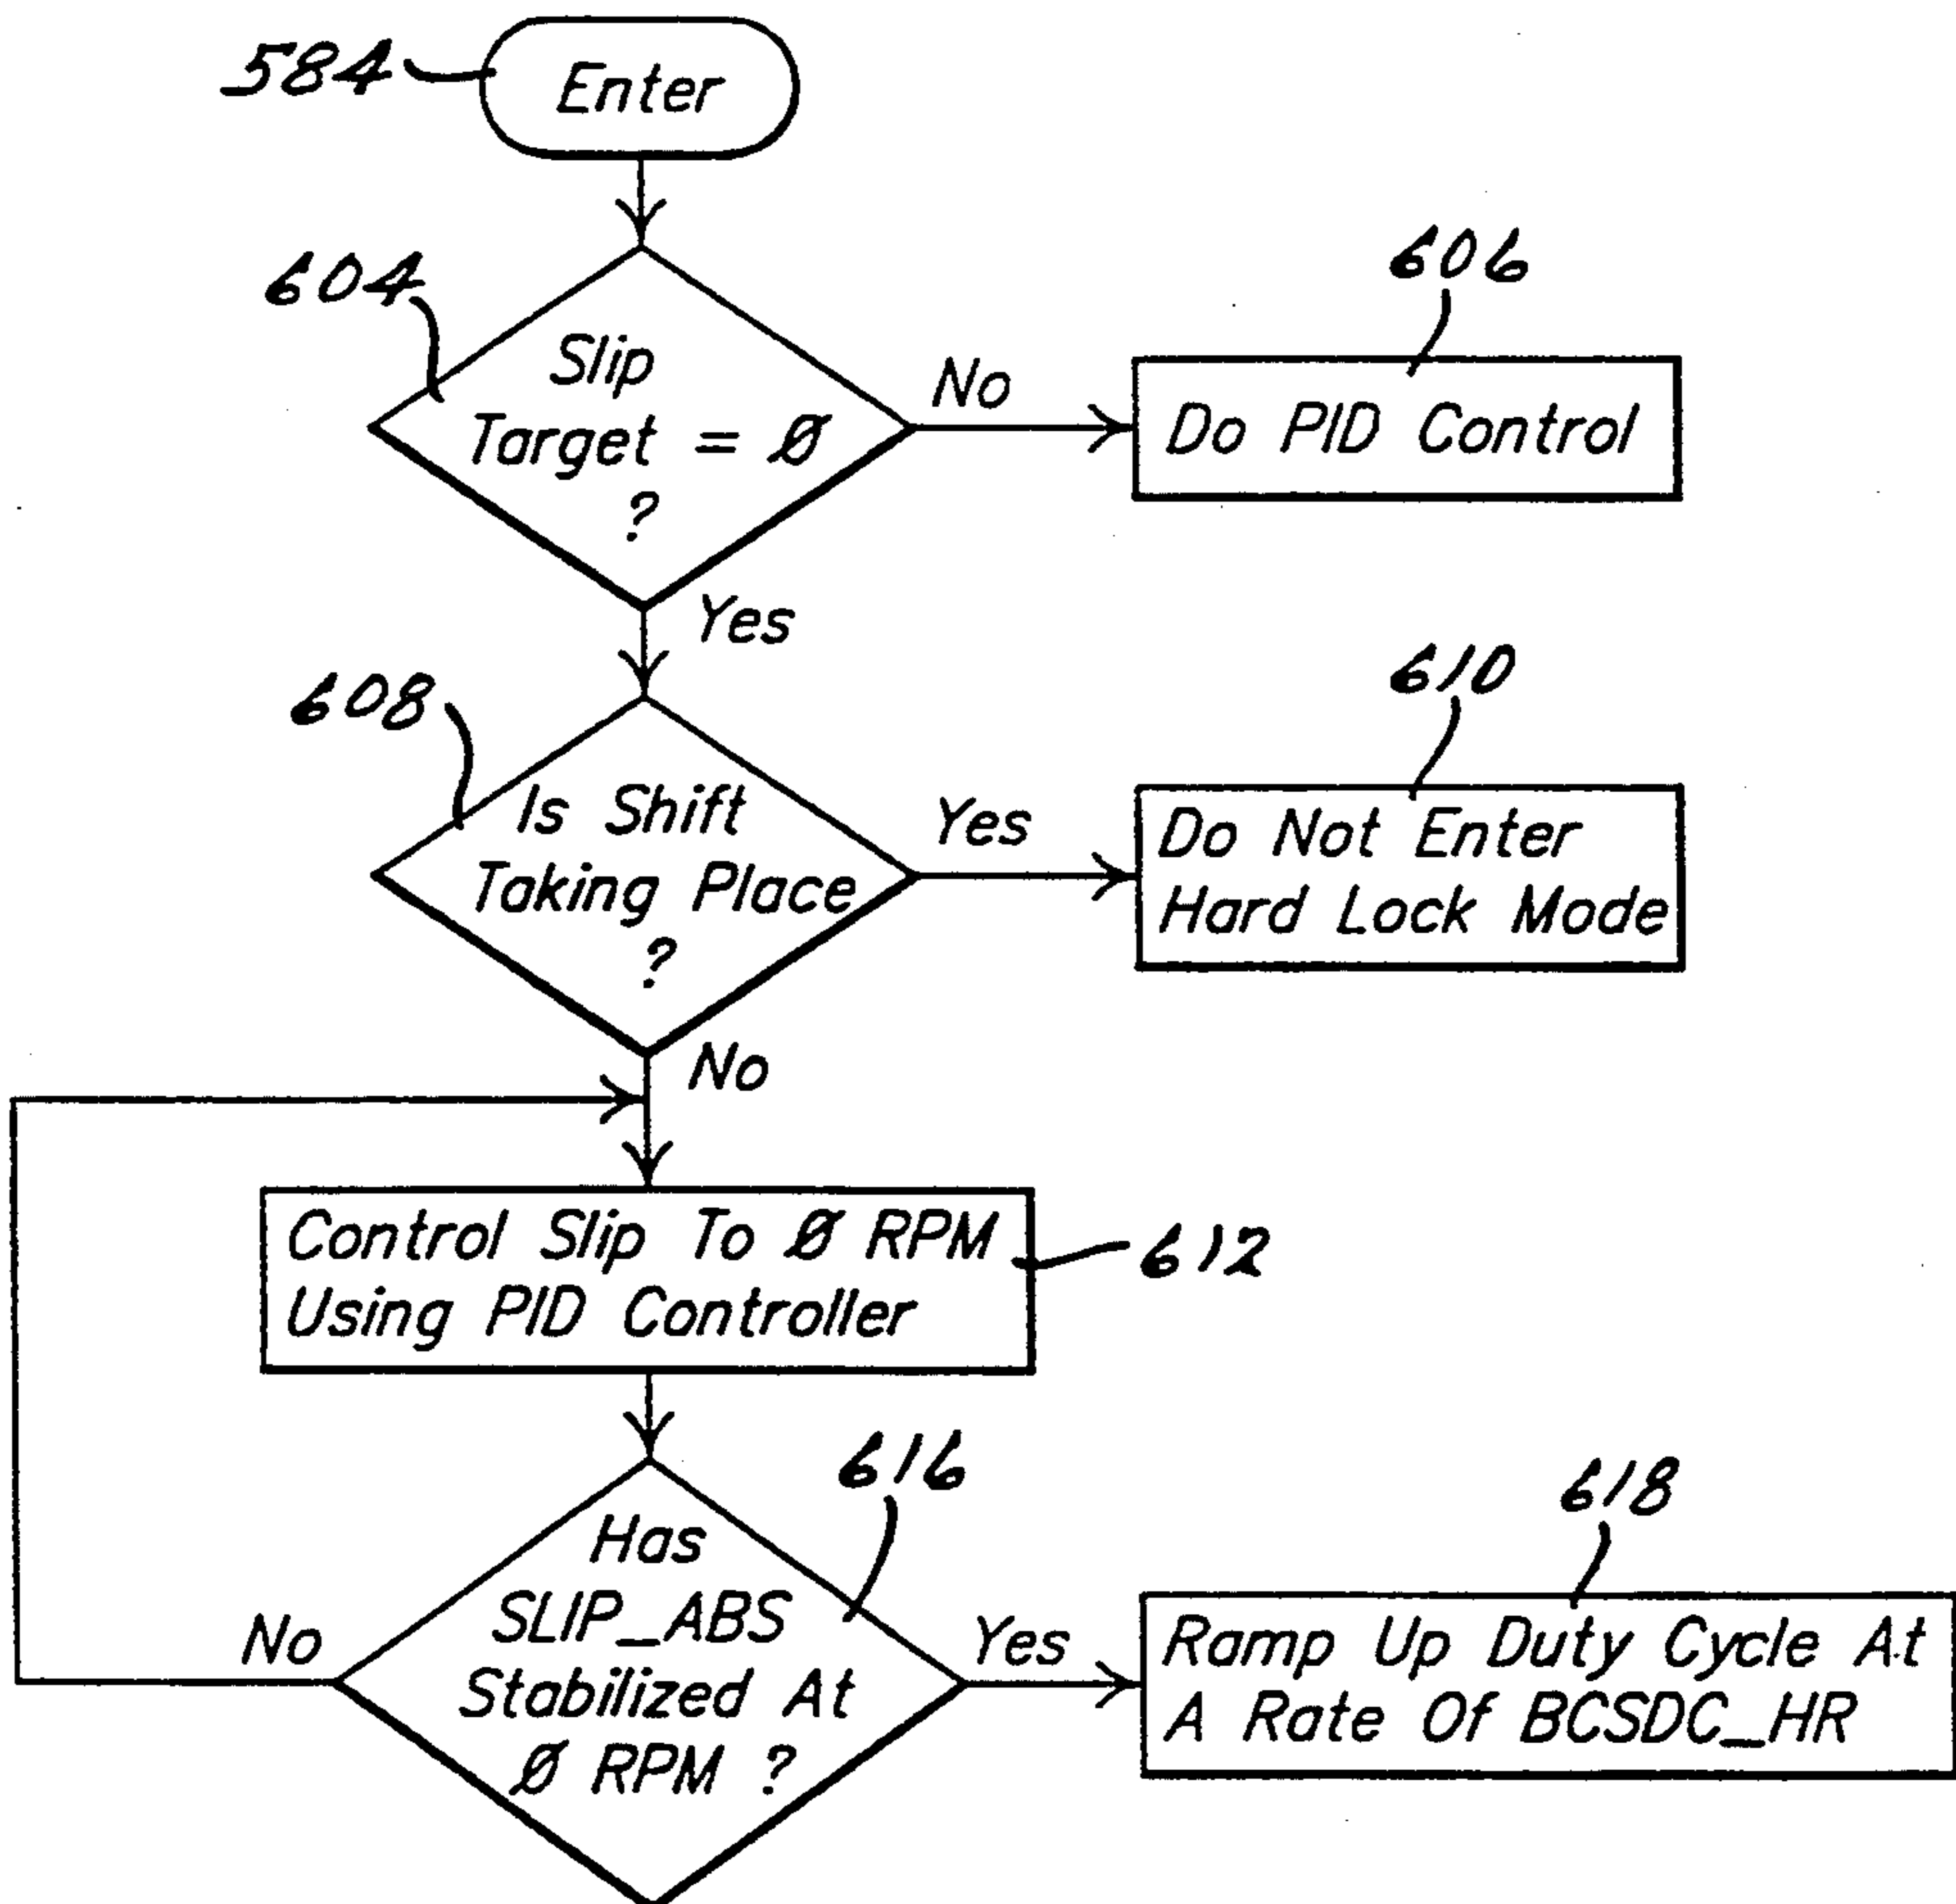 584
Enter
604
Slip
Target = Ø
?
No
606
Do PID Control
Yes
608
Is Shift
Taking Place
?
Yes
610
Do Not Enter
Hard Lock Mode
No
Control Slip To Ø RPM
Using PID Controller
612
616
Has
SLIP_ABS
Stabilized At
Ø RPM ?
No
Yes
618
Ramp Up Duty Cycle At
A Rate Of BCSDC_HR